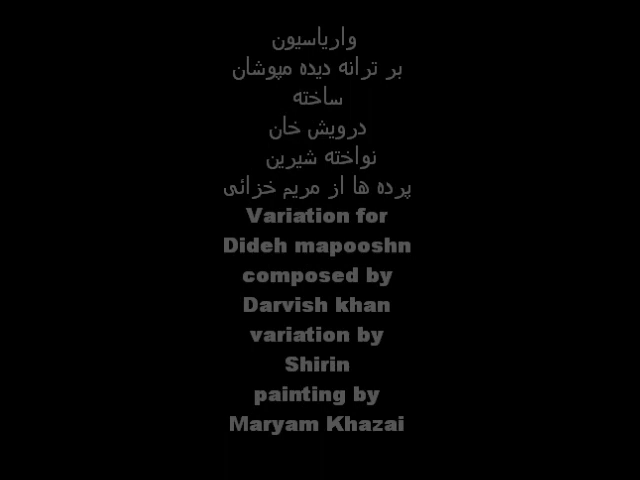 واریاسیون
بر ترانه دیده مپوشان
ساخته
درویش خان
نواخته شیرین
پرده ها از مریم خزائی
Variation for
Dideh mapooshn
composed by
Darvish khan
variation by
Shirin
painting by
Maryam Khazai